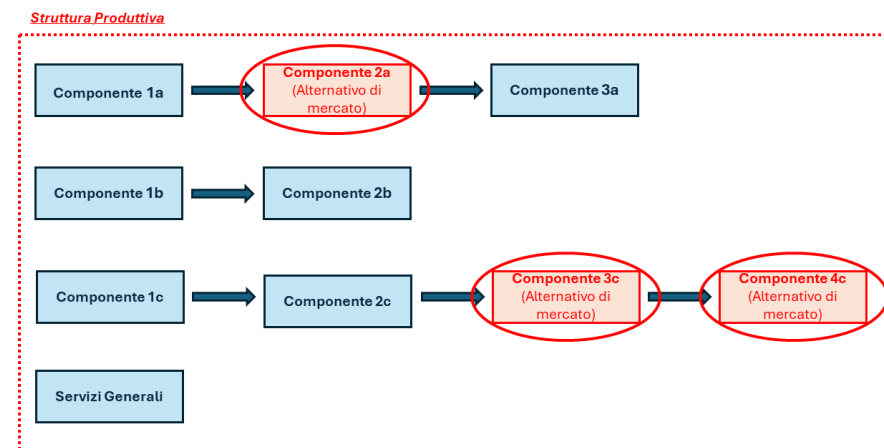 Struttura Produttiva
Componente 1a
Componente 2a
(Alternativo di
mercato)
Componente 3a
Componente 1b
Componente 2b
Componente 1c
Componente 2c
Componente 3c
(Alternativo di
mercato)
Componente 4c
(Alternativo di
mercato)
Servizi Generali